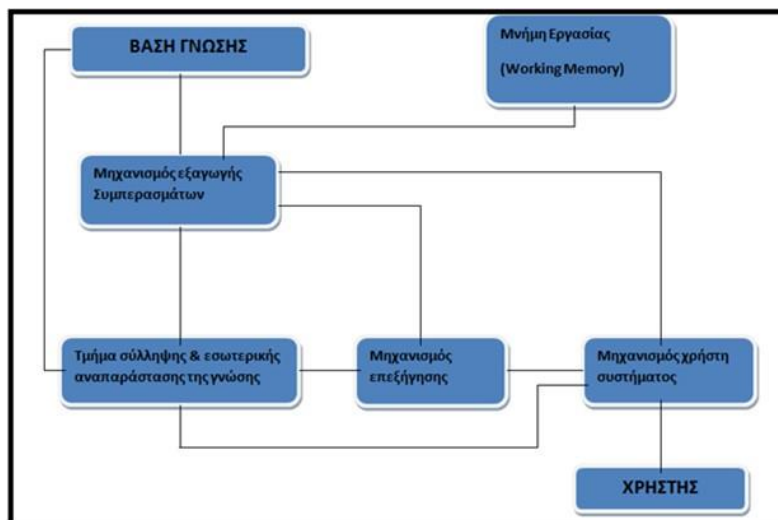 ΒΑΣΗ ΓΝΩΣΗΣ
Μνήμη Εργασίας
(Working Memory)
Μηχανισμός εξαγωγής
Συμπερασμάτων
Τμήμα σύλληψης & εσωτερικής
αναπαράστασης της γνώσης
Μηχανισμός
επεξήγησης
Μηχανισμός χρήστη
συστήματος
ΧΡΗΣΤΗΣ